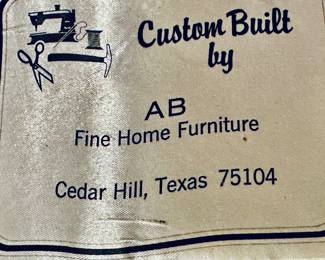 Custom Built
by
AB
Fine Home Furniture
Cedar Hill, Texas 75104